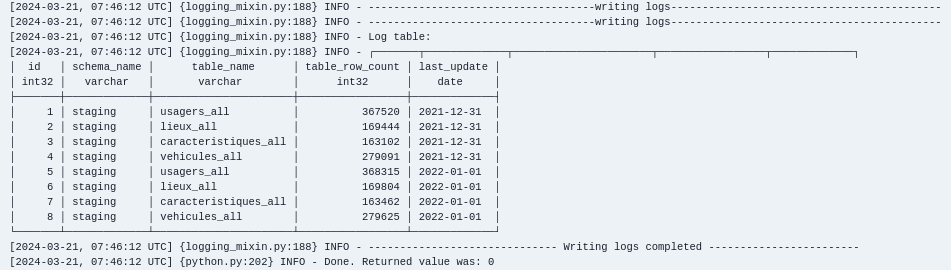 [2024-03-21, 07:46:12 UTC] {logging_mixin.py:188} INFO - ------------------------------------writing logs-------------------------------------------
[2024-03-21, 07:46:12 UTC] {logging_mixin.py:188} INFO - ------------------------------------writing logs-------------------------------------------
[2024-03-21, 07:46:12 UTC] {logging_mixin.py:188} INFO - Log table:
[2024-03-21, 07:46:12 UTC] {logging_mixin.py:188} INFO - ┌───────┬─────────────┬──────────────────────┬─────────────────┬─────────────┐
│  id   │ schema_name │      table_name      │ table_row_count │ last_update │
│ int32 │   varchar   │       varchar        │      int32      │    date     │
├───────┼─────────────┼──────────────────────┼─────────────────┼─────────────┤
│     1 │ staging     │ usagers_all          │          367520 │ 2021-12-31  │
│     2 │ staging     │ lieux_all            │          169444 │ 2021-12-31  │
│     3 │ staging     │ caracteristiques_all │          163102 │ 2021-12-31  │
│     4 │ staging     │ vehicules_all        │          279091 │ 2021-12-31  │
│     5 │ staging     │ usagers_all          │          368315 │ 2022-01-01  │
│     6 │ staging     │ lieux_all            │          169804 │ 2022-01-01  │
│     7 │ staging     │ caracteristiques_all │          163462 │ 2022-01-01  │
│     8 │ staging     │ vehicules_all        │          279625 │ 2022-01-01  │
└───────┴─────────────┴──────────────────────┴─────────────────┴─────────────┘
[2024-03-21, 07:46:12 UTC] {logging_mixin.py:188} INFO - ------------------------------ Writing logs completed ------------------------
[2024-03-21, 07:46:12 UTC] {python.py:202} INFO - Done. Returned value was: 0